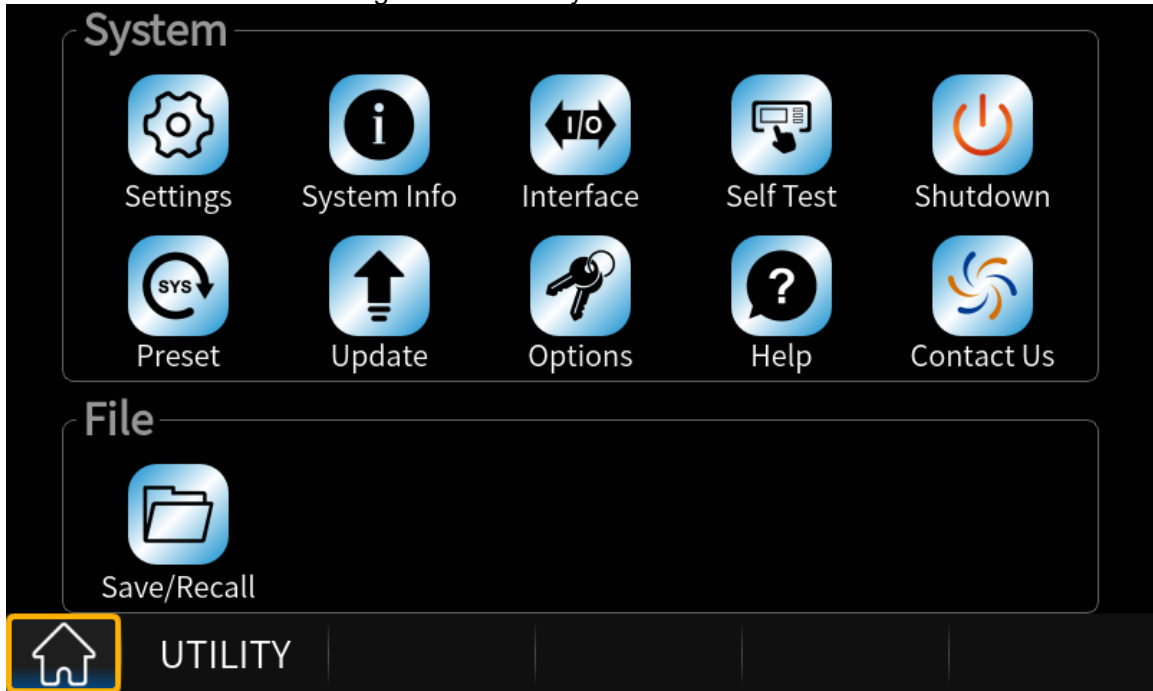 System
i
I/O
Settings
System Info
Interface
Self Test
Shutdown
SYS
?
Preset
Update
Options
Help
Contact Us
File
Save/Recall
UTILITY